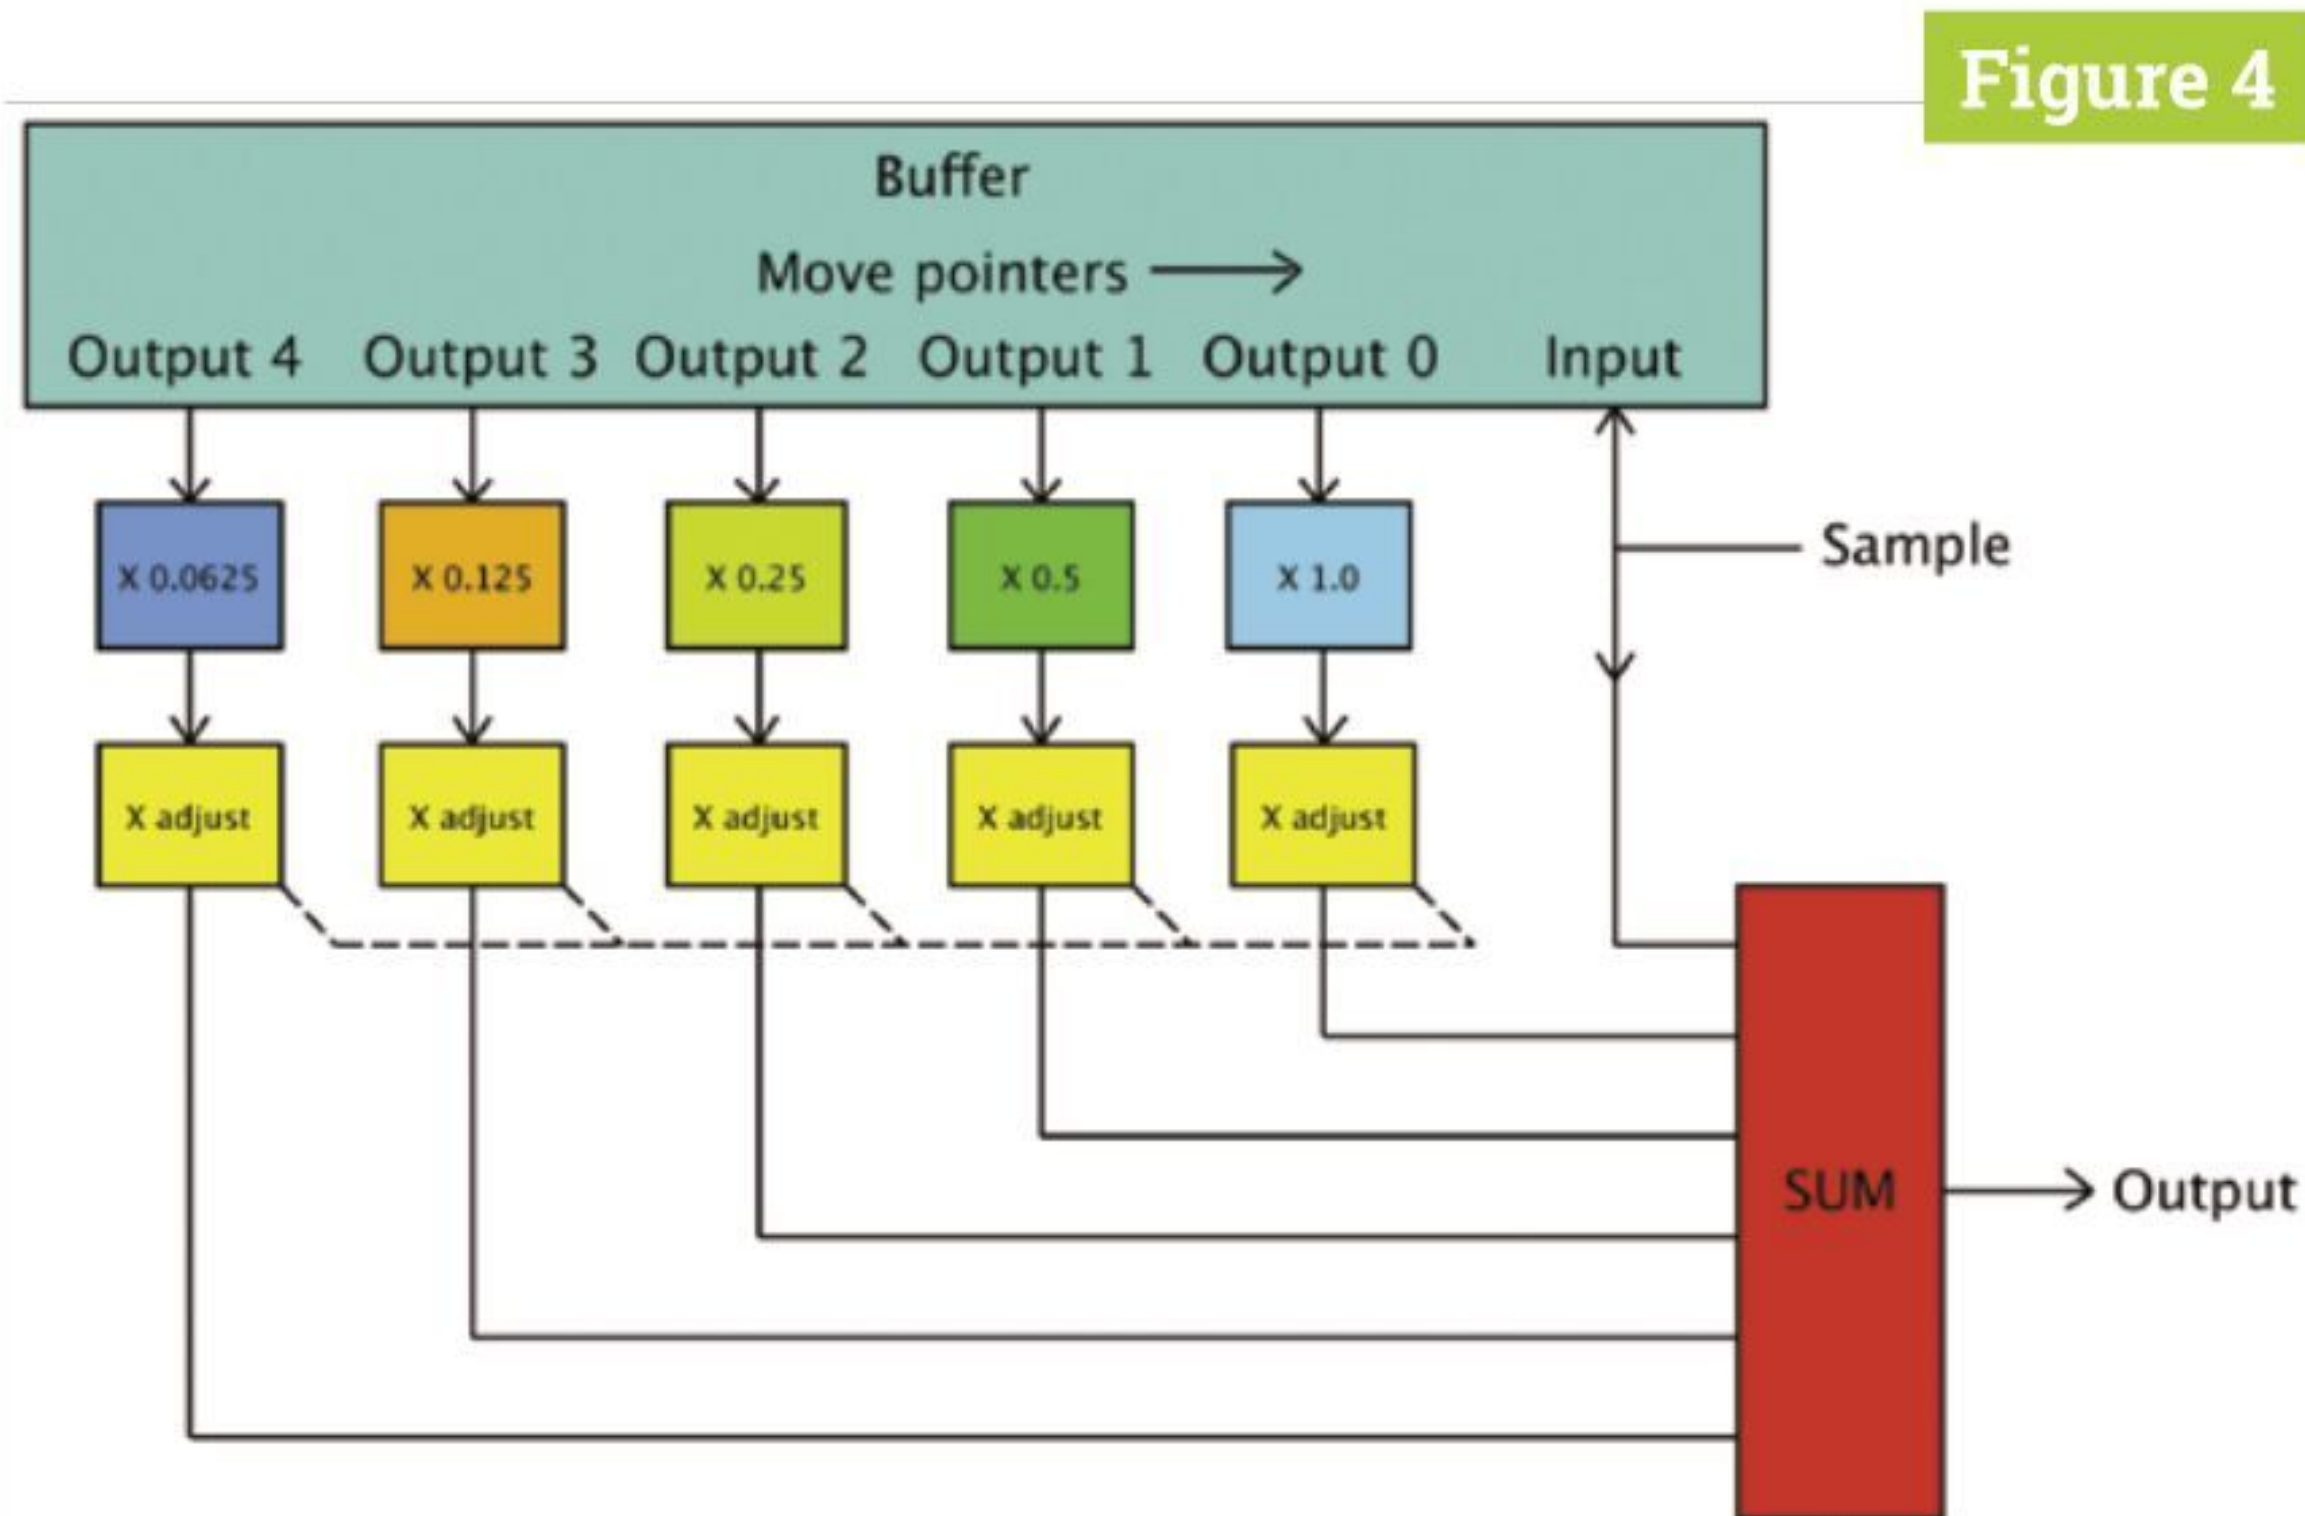 Figure 4
Buffer
Move pointers
Output 4 Output 3 Output 2 Output 1 Output 0 Input
X 0.0625 X 0.125 X 0.25 X 0.5 X 1.0
Sample
X adjust X adjust X adjust X adjust X adjust
SUM
Output